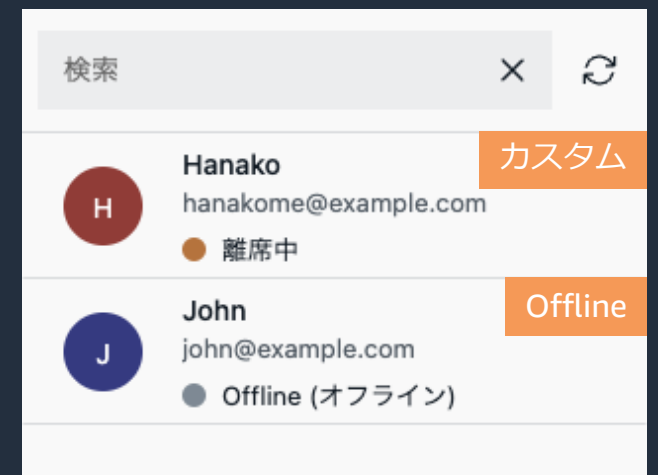 検索
カスタム
Hanako
H
hanakome@example.com
離席中
Offline
John
J
john@example.com
Offline (オフライン)